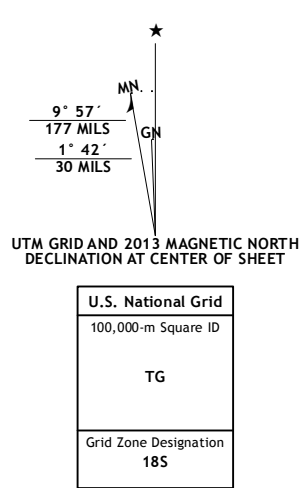 ★
MN
GN
9° 57´
177 MILS
1° 42´
30 MILS
UTM GRID AND 2013 MAGNETIC NORTH
DECLINATION AT CENTER OF SHEET
U.S. National Grid
100,000-m Square ID
TG
Grid Zone Designation
18S